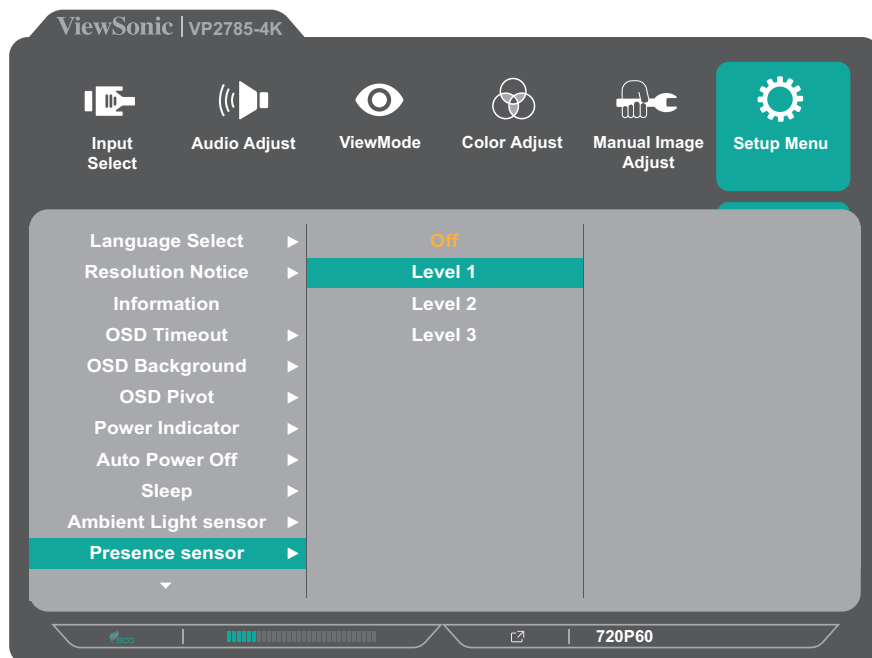 ViewSonic | VP2785-4K
Input Select
Audio Adjust
ViewMode
Color Adjust
Manual Image Adjust
Setup Menu
Language Select
Resolution Notice
Information
OSD Timeout
OSD Background
OSD Pivot
Power Indicator
Auto Power Off
Sleep
Ambient Light sensor
Presence sensor
Off
Level 1
Level 2
Level 3
eco
720P60